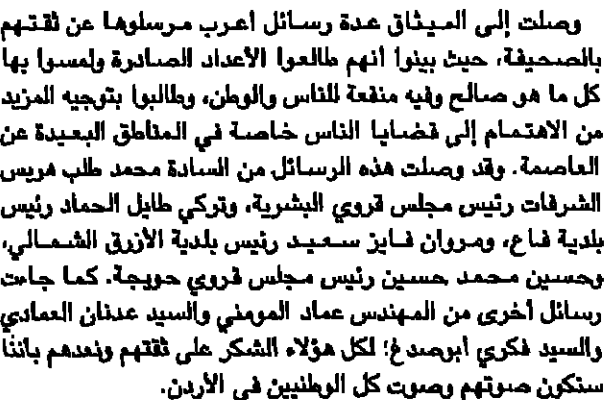 وصلت إلى الميثاق عدة رسائل أعرب مرسلوها عن ثقتهم
بالصحيفة، حيث بينوا أنهم طالعوا الأعداد الصادرة ولمسوا بها
كل ما هو صالح وفيه منفعة للناس والوطن، وطالبوا بتوجيه المزيد
من الاهتمام إلى قضايا الناس خاصة في المناطق البعيدة عن
العاصمة. وقد وصلت هذه الرسائل من السادة محمد طلب هريس
الشرفات رئيس مجلس قروي البشرية، وتركي طايل الحماد رئيس
بلدية فاع، ومروان فايز سعيد رئيس بلدية الأزرق الشمالي،
وحسين محمد حسين رئيس مجلس قروي حويجة. كما جاءت
رسائل أخرى من المهندس عماد المومني والسيد عدنان العمادي
والسيد فكري أبوصدغ؛ لكل هؤلاء الشكر على ثقتهم ونعدهم بأننا
سنكون صوتهم وصوت كل الوطنيين في الأردن.